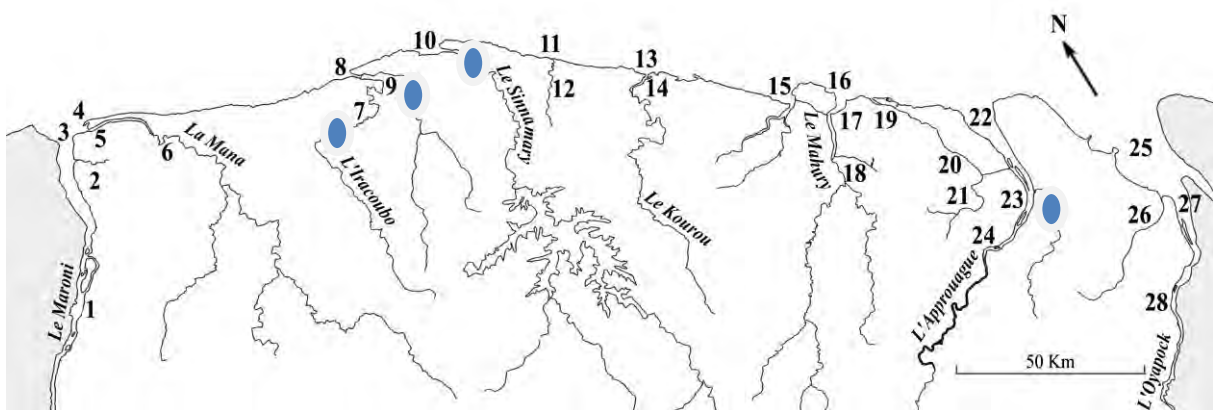 N
10
11
13
8
15
16
9
14
12
4
7
22
3
5
17
19
6
La Mana
Le Sinnamary
Le Mahury
25
2
18
20
L'Iracoubo
Le Kourou
21
23
26
27
24
Le Maroni
1
L'Approuague
28
50 Km
L'Oyapock